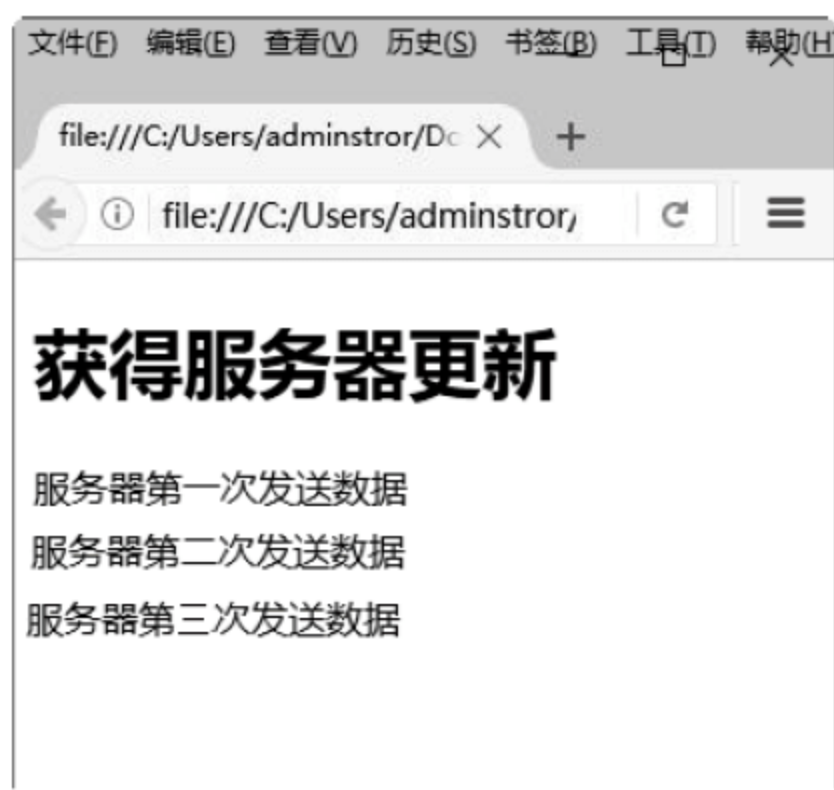 文件(F) 编辑(E) 查看(V) 历史(S) 书签(B) 工具(T) 帮助(H
file:///C:/Users/adminstror/Do
file:///C:/Users/adminstror/
获得服务器更新
服务器第一次发送数据
服务器第二次发送数据
服务器第三次发送数据